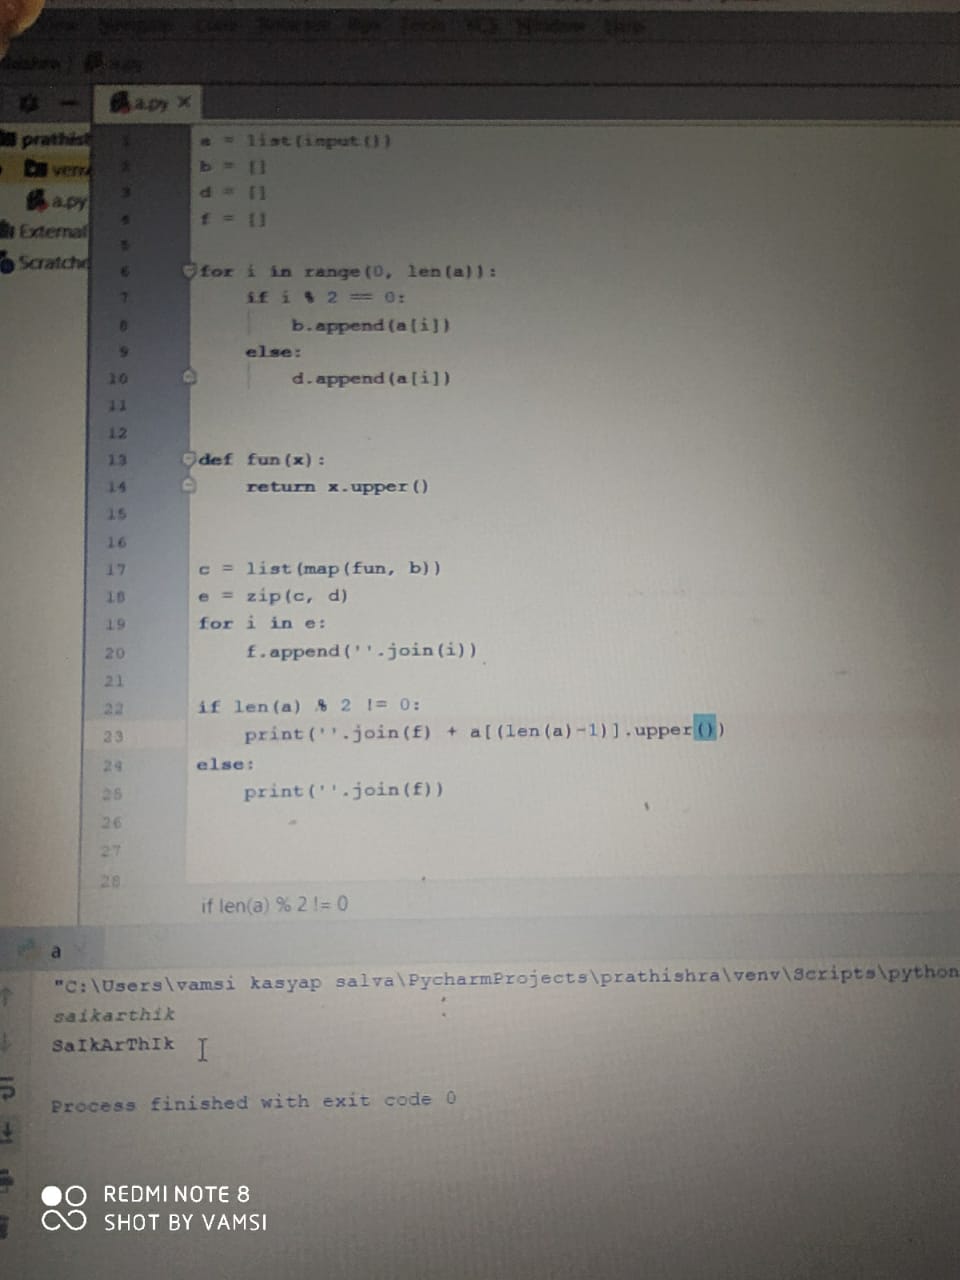 Window
a.py
prathist
a.py
External
Scratche
1 a = list(input())
2 b = []
3 d = []
4 f = []
5
6 for i in range(0, len(a)):
7 if i % 2 == 0:
8 b.append(a[i])
9 else:
10 d.append(a[i])
11
12
13 def fun(x):
14 return x.upper()
15
16
17 c = list(map(fun, b))
18 e = zip(c, d)
19 for i in e:
20 f.append(''.join(i))
21
22 if len(a) % 2 != 0:
23 print(''.join(f) + a[(len(a)-1)].upper())
24 else:
25 print(''.join(f))
26
27
28
if len(a) % 2 != 0
a
"C:\Users\vamsi kasyap salva\PycharmProjects\prathishra\venv\Scripts\python
saikarthik
SaIkArThIk
Process finished with exit code 0
REDMI NOTE 8
SHOT BY VAMSI